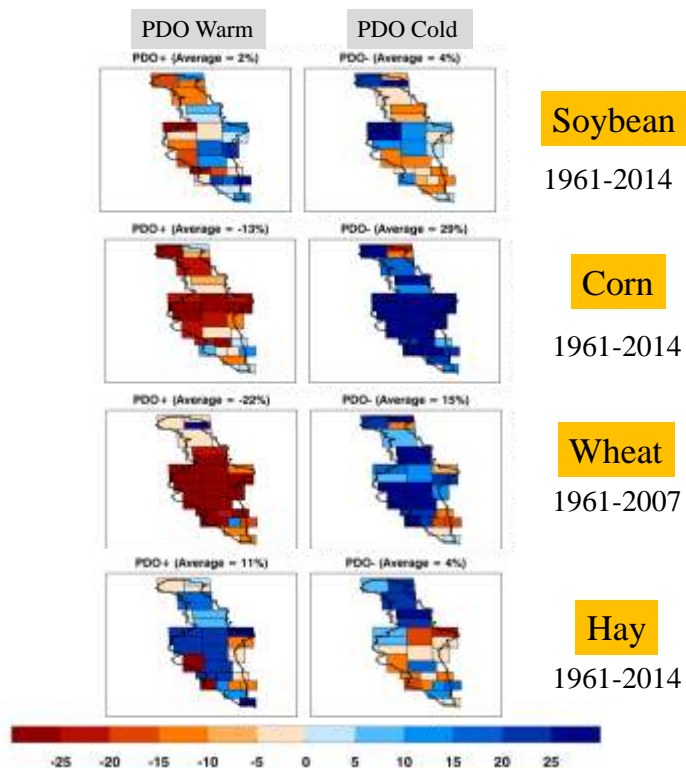 PDO Warm PDO Cold
PDO+ (Average = 2%) PDO- (Average = 4%)
Soybean
1961-2014
PDO+ (Average = -13%) PDO- (Average = 29%)
Corn
1961-2014
PDO+ (Average = -22%) PDO- (Average = 15%)
Wheat
1961-2007
PDO+ (Average = 11%) PDO- (Average = 4%)
Hay
1961-2014
-25 -20 -15 -10 -5 0 5 10 15 20 25